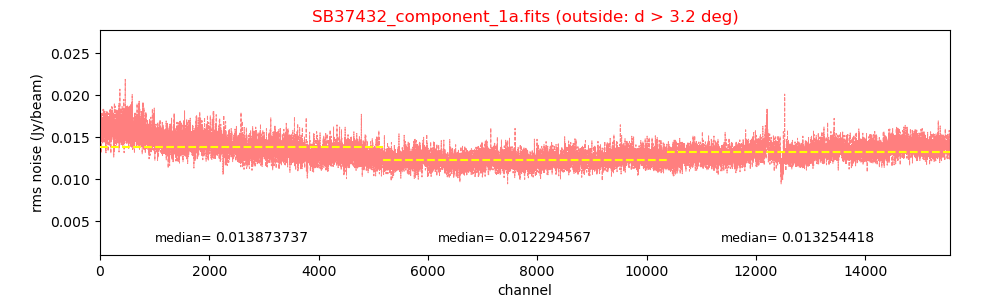 SB37432_component_1a.fits (outside: d > 3.2 deg)
0.025
0.020
0.015
0.010
0.005
rms noise (Jy/beam)
median= 0.013873737
median= 0.012294567
median= 0.013254418
0 2000 4000 6000 8000 10000 12000 14000
channel